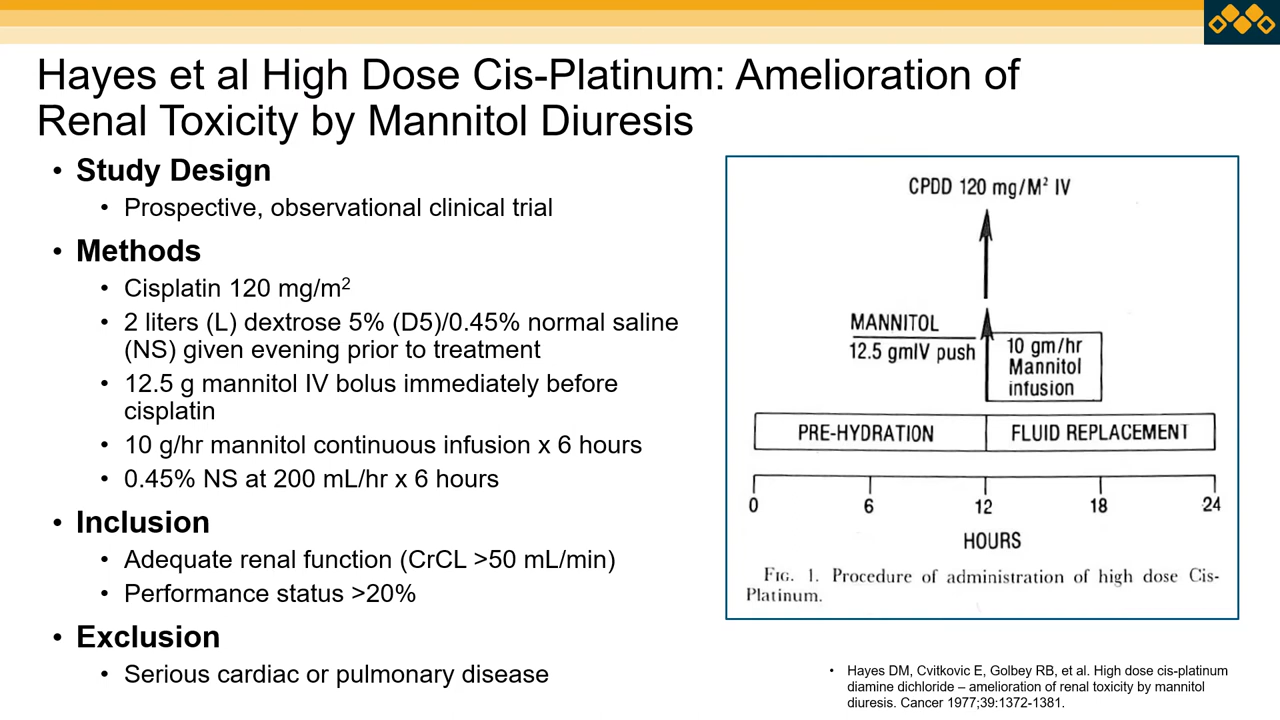 Hayes et al High Dose Cis-Platinum: Amelioration of
Renal Toxicity by Mannitol Diuresis
• Study Design
• Prospective, observational clinical trial
• Methods
• Cisplatin 120 mg/m²
• 2 liters (L) dextrose 5% (D5)/0.45% normal saline
(NS) given evening prior to treatment
• 12.5 g mannitol IV bolus immediately before
cisplatin
• 10 g/hr mannitol continuous infusion x 6 hours
• 0.45% NS at 200 mL/hr x 6 hours
• Inclusion
• Adequate renal function (CrCL >50 mL/min)
• Performance status >20%
• Exclusion
• Serious cardiac or pulmonary disease
CPDD 120 mg/M² IV
MANNITOL
12.5 gmIV push
10 gm/hr
Mannitol
infusion
PRE-HYDRATION
FLUID REPLACEMENT
0 6 12 18 24
HOURS
FIG. 1. Procedure of administration of high dose Cis-
Platinum.
• Hayes DM, Cvitkovic E, Golbey RB, et al. High dose cis-platinum
diamine dichloride – amelioration of renal toxicity by mannitol
diuresis. Cancer 1977;39:1372-1381.